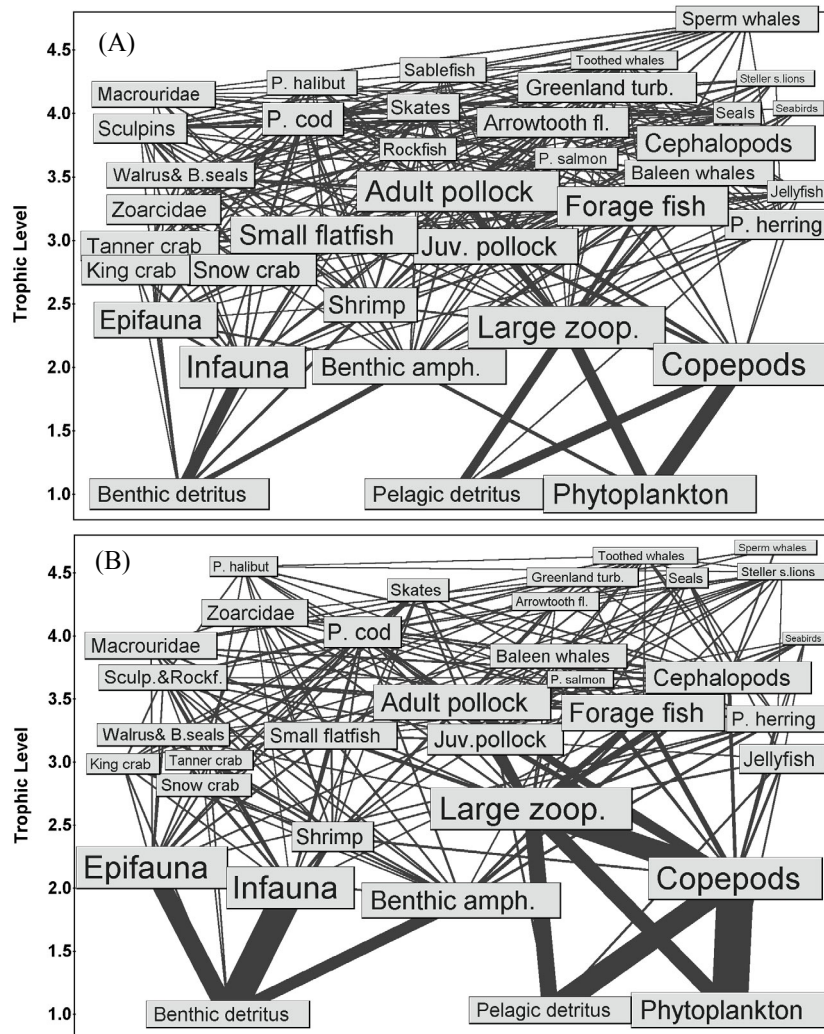 (A)
Sperm whales
Toothed whales
Sablefish
P. halibut
Steller s.lions
Macrouridae
Greenland turb.
Skates
Seabirds
Seals
P. cod
Arrowtooth fl.
Sculpins
Cephalopods
Rockfish
P. salmon
Baleen whales
Walrus& B.seals
Adult pollock
Jellyfish
Forage fish
Zoarcidae
P. herring
Small flatfish
Tanner crab
Juv. pollock
King crab
Snow crab
Shrimp
Epifauna
Large zoop.
Infauna
Benthic amph.
Copepods
Benthic detritus
Pelagic detritus
Phytoplankton
Trophic Level
4.5
4.0
3.5
3.0
2.5
2.0
1.5
1.0
(B)
Sperm whales
Toothed whales
P. halibut
Greenland turb.
Seals
Steller s.lions
Skates
Arrowtooth fl.
Zoarcidae
P. cod
Seabirds
Macrouridae
Baleen whales
Sculp.&Rockf.
P. salmon
Cephalopods
Adult pollock
Forage fish
P. herring
Walrus& B.seals
Small flatfish
Juv.pollock
King crab
Tanner crab
Jellyfish
Snow crab
Large zoop.
Shrimp
Epifauna
Infauna
Benthic amph.
Copepods
Benthic detritus
Pelagic detritus
Phytoplankton
Trophic Level
4.5
4.0
3.5
3.0
2.5
2.0
1.5
1.0